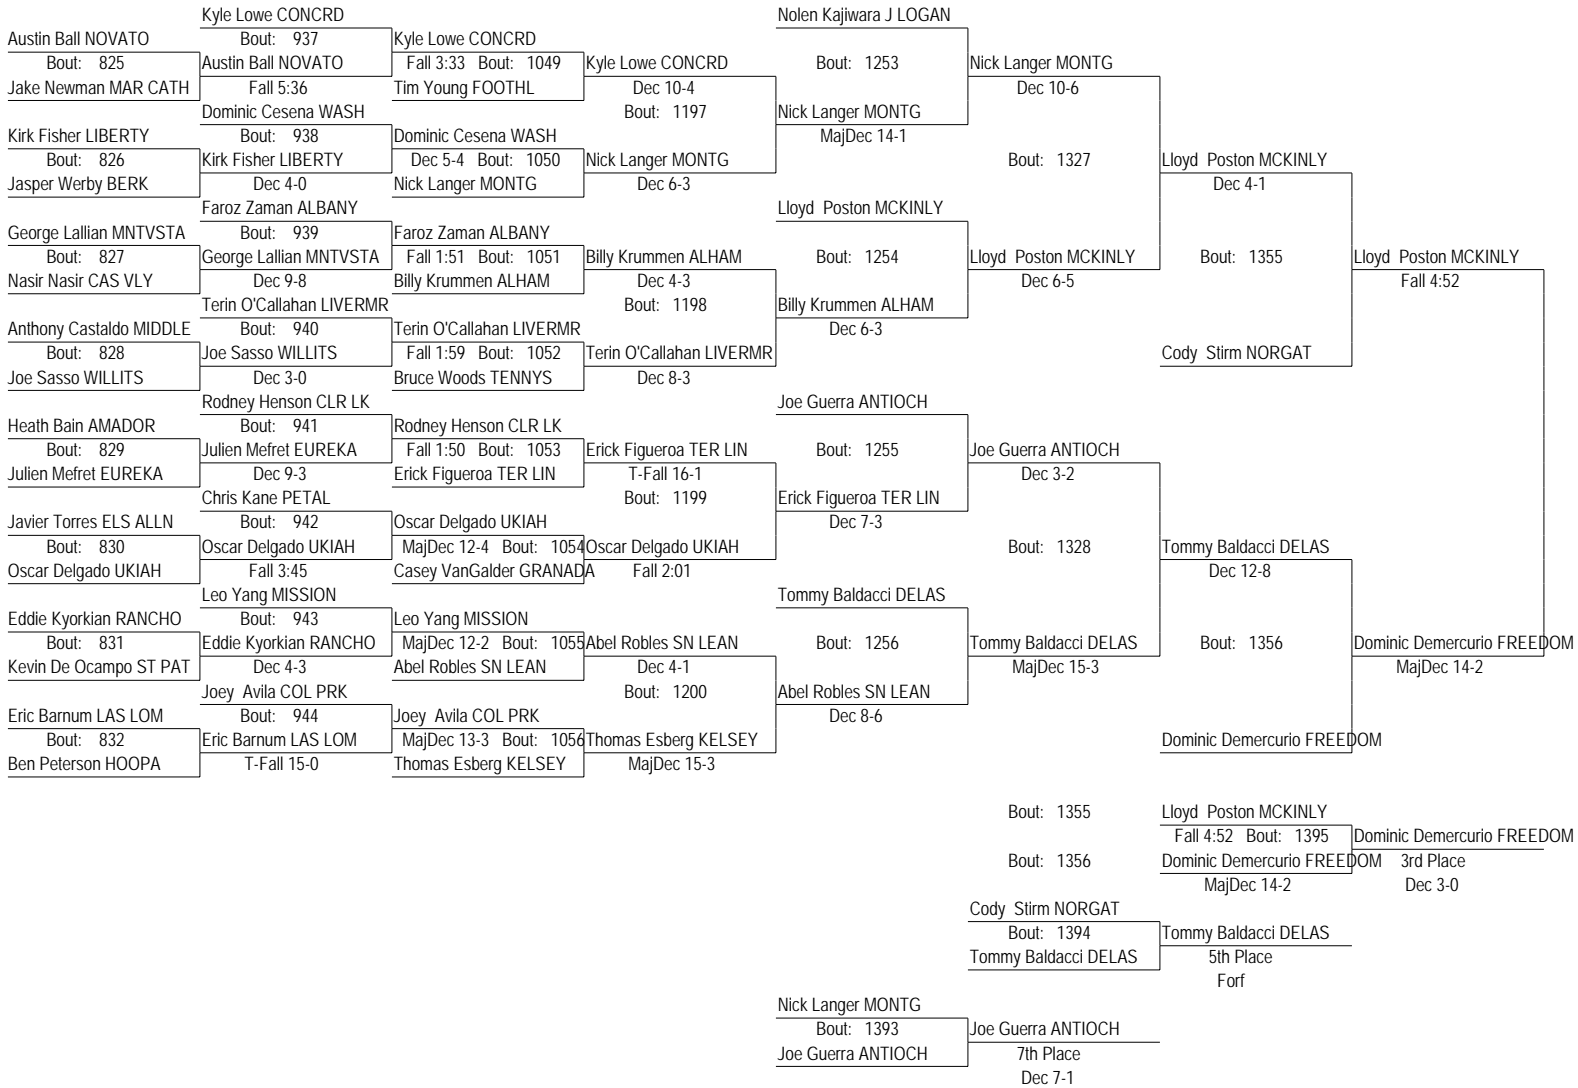 Kyle Lowe CONCRD
Nolen Kajiwara J LOGAN
Austin Ball NOVATO
Bout: 937
Kyle Lowe CONCRD
Bout: 825
Austin Ball NOVATO
Fall 3:33 Bout: 1049
Kyle Lowe CONCRD
Bout: 1253
Nick Langer MONTG
Jake Newman MAR CATH
Fall 5:36
Tim Young FOOTHL
Dec 10-4
Dec 10-6
Dominic Cesena WASH
Bout: 1197
Nick Langer MONTG
Kirk Fisher LIBERTY
Bout: 938
Dominic Cesena WASH
MajDec 14-1
Bout: 826
Kirk Fisher LIBERTY
Dec 5-4 Bout: 1050
Nick Langer MONTG
Bout: 1327
Lloyd Poston MCKINLY
Jasper Werby BERK
Dec 4-0
Nick Langer MONTG
Dec 6-3
Dec 4-1
Faroz Zaman ALBANY
Lloyd Poston MCKINLY
George Lallian MNTVSTA
Bout: 939
Faroz Zaman ALBANY
Bout: 827
George Lallian MNTVSTA
Fall 1:51 Bout: 1051
Billy Krummen ALHAM
Bout: 1254
Lloyd Poston MCKINLY
Bout: 1355
Lloyd Poston MCKINLY
Nasir Nasir CAS VLY
Dec 9-8
Billy Krummen ALHAM
Dec 4-3
Dec 6-5
Fall 4:52
Terin O'Callahan LIVERMR
Bout: 1198
Billy Krummen ALHAM
Anthony Castaldo MIDDLE
Bout: 940
Terin O'Callahan LIVERMR
Dec 6-3
Bout: 828
Joe Sasso WILLITS
Fall 1:59 Bout: 1052
Terin O'Callahan LIVERMR
Cody Stirm NORGAT
Joe Sasso WILLITS
Dec 3-0
Bruce Woods TENNYS
Dec 8-3
Rodney Henson CLR LK
Joe Guerra ANTIOCH
Heath Bain AMADOR
Bout: 941
Rodney Henson CLR LK
Bout: 829
Julien Mefret EUREKA
Fall 1:50 Bout: 1053
Erick Figueroa TER LIN
Bout: 1255
Joe Guerra ANTIOCH
Julien Mefret EUREKA
Dec 9-3
Erick Figueroa TER LIN
T-Fall 16-1
Dec 3-2
Chris Kane PETAL
Bout: 1199
Erick Figueroa TER LIN
Javier Torres ELS ALLN
Bout: 942
Oscar Delgado UKIAH
Dec 7-3
Bout: 830
Oscar Delgado UKIAH
MajDec 12-4 Bout: 1054
Oscar Delgado UKIAH
Bout: 1328
Tommy Baldacci DELAS
Oscar Delgado UKIAH
Fall 3:45
Casey VanGalder GRANADA
Fall 2:01
Dec 12-8
Leo Yang MISSION
Tommy Baldacci DELAS
Eddie Kyorkian RANCHO
Bout: 943
Leo Yang MISSION
Bout: 831
Eddie Kyorkian RANCHO
MajDec 12-2 Bout: 1055
Abel Robles SN LEAN
Bout: 1256
Tommy Baldacci DELAS
Bout: 1356
Dominic Demercurio FREEDOM
Kevin De Ocampo ST PAT
Dec 4-3
Abel Robles SN LEAN
Dec 4-1
MajDec 15-3
MajDec 14-2
Joey Avila COL PRK
Bout: 1200
Abel Robles SN LEAN
Eric Barnum LAS LOM
Bout: 944
Joey Avila COL PRK
Dec 8-6
Bout: 832
Eric Barnum LAS LOM
MajDec 13-3 Bout: 1056
Thomas Esberg KELSEY
Dominic Demercurio FREEDOM
Ben Peterson HOOPA
T-Fall 15-0
Thomas Esberg KELSEY
MajDec 15-3
Bout: 1355
Lloyd Poston MCKINLY
Fall 4:52 Bout: 1395
Dominic Demercurio FREEDOM
Bout: 1356
Dominic Demercurio FREEDOM
3rd Place
MajDec 14-2
Dec 3-0
Cody Stirm NORGAT
Bout: 1394
Tommy Baldacci DELAS
Tommy Baldacci DELAS
5th Place
Forf
Nick Langer MONTG
Bout: 1393
Joe Guerra ANTIOCH
Joe Guerra ANTIOCH
7th Place
Dec 7-1